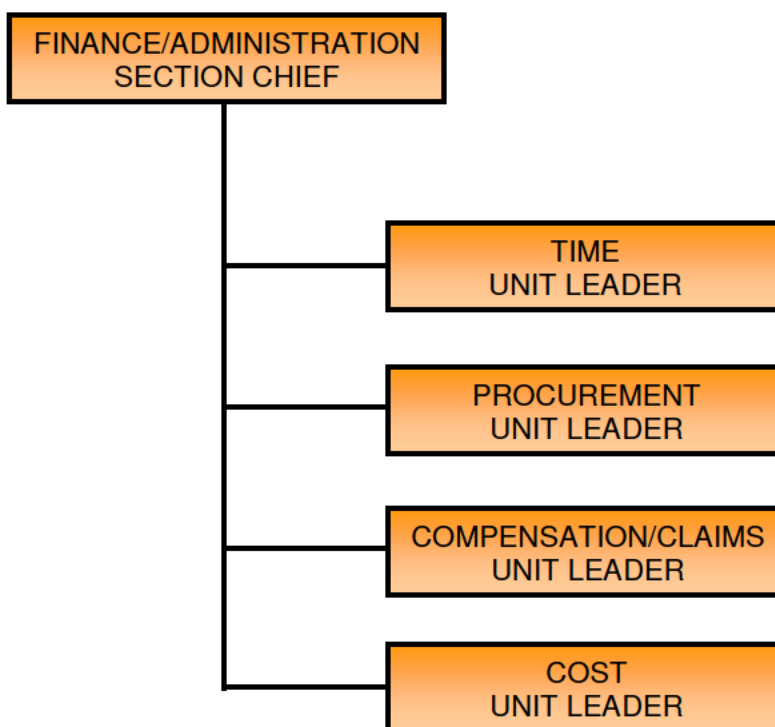 FINANCE/ADMINISTRATION
SECTION CHIEF
TIME
UNIT LEADER
PROCUREMENT
UNIT LEADER
COMPENSATION/CLAIMS
UNIT LEADER
COST
UNIT LEADER